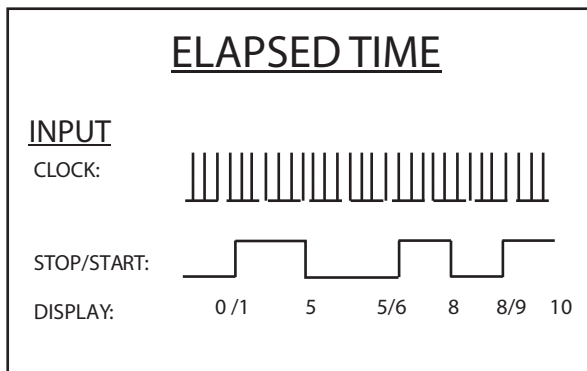 ELAPSED TIME
INPUT
CLOCK:
STOP/START:
DISPLAY: 0 /1 5 5/6 8 8/9 10